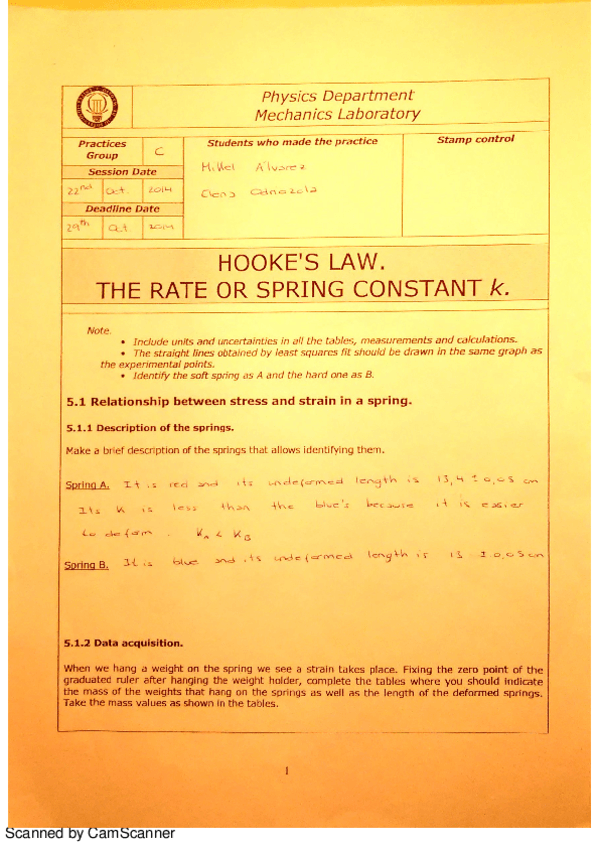 Physics Department
Mechanics Laboratory
Practices Group
C
Students who made the practice
Stamp control
Mikel Álvarez
Session Date
22nd Oct. 2014
Elena Odriozola
Deadline Date
29th Oct 2014
HOOKE'S LAW.
THE RATE OR SPRING CONSTANT k.
Note.
• Include units and uncertainties in all the tables, measurements and calculations.
• The straight lines obtained by least squares fit should be drawn in the same graph as
the experimental points.
• Identify the soft spring as A and the hard one as B.
5.1 Relationship between stress and strain in a spring.
5.1.1 Description of the springs.
Make a brief description of the springs that allows identifying them.
Spring A. It is red and its undeformed length is 13,4 ± 0,05 cm
Its K is less than the blue's because it is easier
to deform. KA < KB
Spring B. It is blue and its undeformed length is 13 ± 0,05 cm
5.1.2 Data acquisition.
When we hang a weight on the spring we see a strain takes place. Fixing the zero point of the
graduated ruler after hanging the weight holder, complete the tables where you should indicate
the mass of the weights that hang on the springs as well as the length of the deformed springs.
Take the mass values as shown in the tables.
1
Scanned by CamScanner